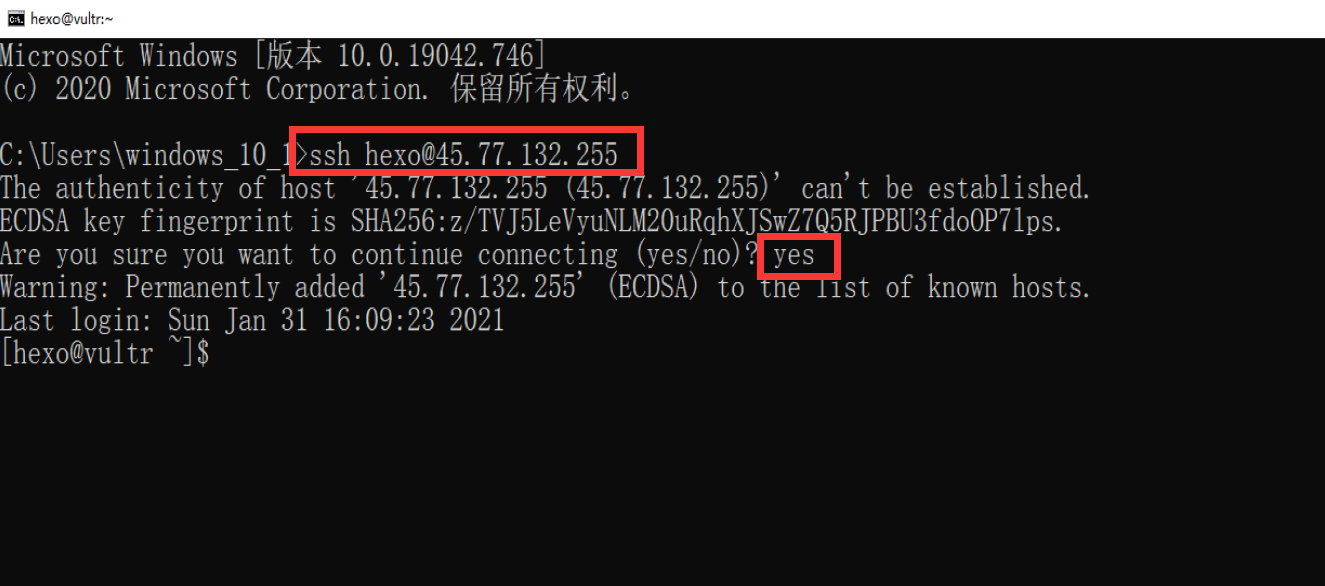 hexo@vultr:~
Microsoft Windows [版本 10.0.19042.746]
(c) 2020 Microsoft Corporation. 保留所有权利。
C:\Users\windows_10_1>ssh hexo@45.77.132.255
The authenticity of host '45.77.132.255 (45.77.132.255)' can't be established.
ECDSA key fingerprint is SHA256:z/TVJ5LeVyuNLM2OuRqhXJSwZ7Q5RJPBU3fdoOP7lps.
Are you sure you want to continue connecting (yes/no)? yes
Warning: Permanently added '45.77.132.255' (ECDSA) to the list of known hosts.
Last login: Sun Jan 31 16:09:23 2021
[hexo@vultr ~]$